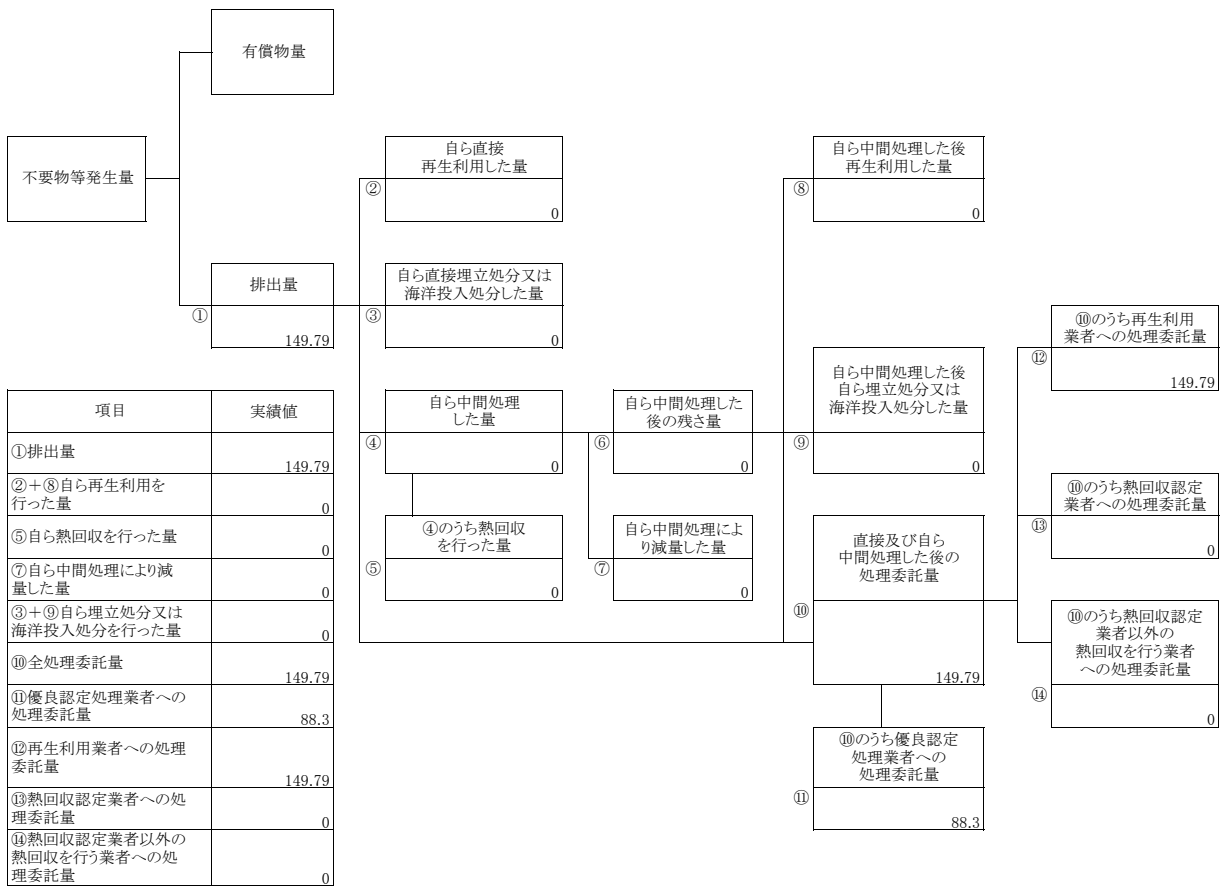 有償物量
不要物等発生量
排出量
①
149.79
自ら直接
再生利用した量
②
0
自ら直接埋立処分又は
海洋投入処分した量
③
0
自ら中間処理
した量
④
0
④のうち熱回収
を行った量
⑤
0
自ら中間処理した
後の残さ量
⑥
0
自ら中間処理によ
り減量した量
⑦
0
自ら中間処理した後
再生利用した量
⑧
0
自ら中間処理した後
自ら埋立処分又は
海洋投入処分した量
⑨
0
直接及び自ら
中間処理した後の
処理委託量
⑩
149.79
⑩のうち優良認定
処理業者への
処理委託量
⑪
88.3
⑩のうち再生利用
業者への処理委託量
⑫
149.79
⑩のうち熱回収認定
業者への処理委託量
⑬
0
⑩のうち熱回収認定
業者以外の
熱回収を行う業者
への処理委託量
⑭
0
項目 実績値
①排出量
149.79
②+⑧自ら再生利用を
行った量
0
⑤自ら熱回収を行った量
0
⑦自ら中間処理により減
量した量
0
③+⑨自ら埋立処分又は
海洋投入処分を行った量
0
⑩全処理委託量
149.79
⑪優良認定処理業者への
処理委託量
88.3
⑫再生利用業者への処理
委託量
149.79
⑬熱回収認定業者への処
理委託量
0
⑭熱回収認定業者以外の
熱回収を行う業者への処
理委託量
0